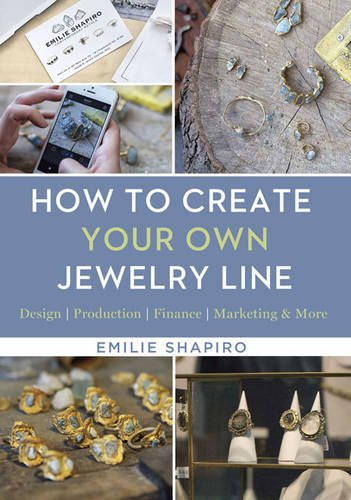 EMILIE SHAPIRO
HOW TO CREATE
YOUR OWN
JEWELRY LINE
Design | Production | Finance | Marketing & More
EMILIE SHAPIRO